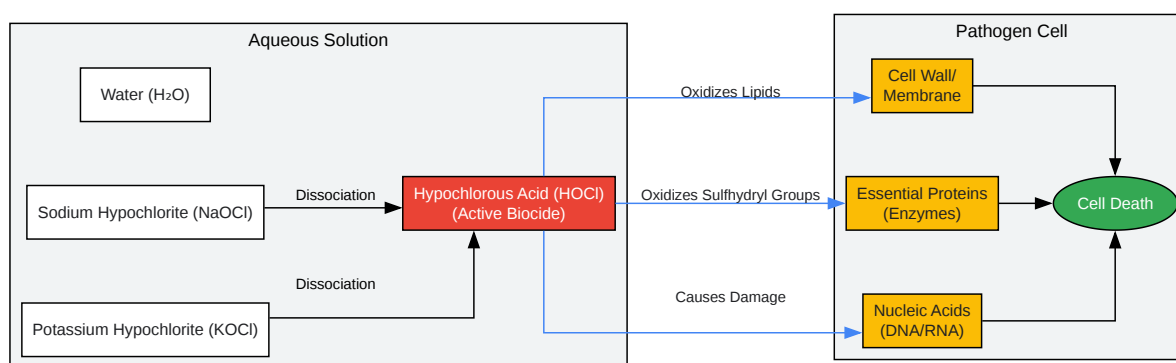 Aqueous Solution
Water (H₂O)
Sodium Hypochlorite (NaOCl)
Potassium Hypochlorite (KOCl)
Dissociation
Dissociation
Hypochlorous Acid (HOCl)
(Active Biocide)
Oxidizes Lipids
Oxidizes Sulfhydryl Groups
Causes Damage
Pathogen Cell
Cell Wall/
Membrane
Essential Proteins
(Enzymes)
Nucleic Acids
(DNA/RNA)
Cell Death